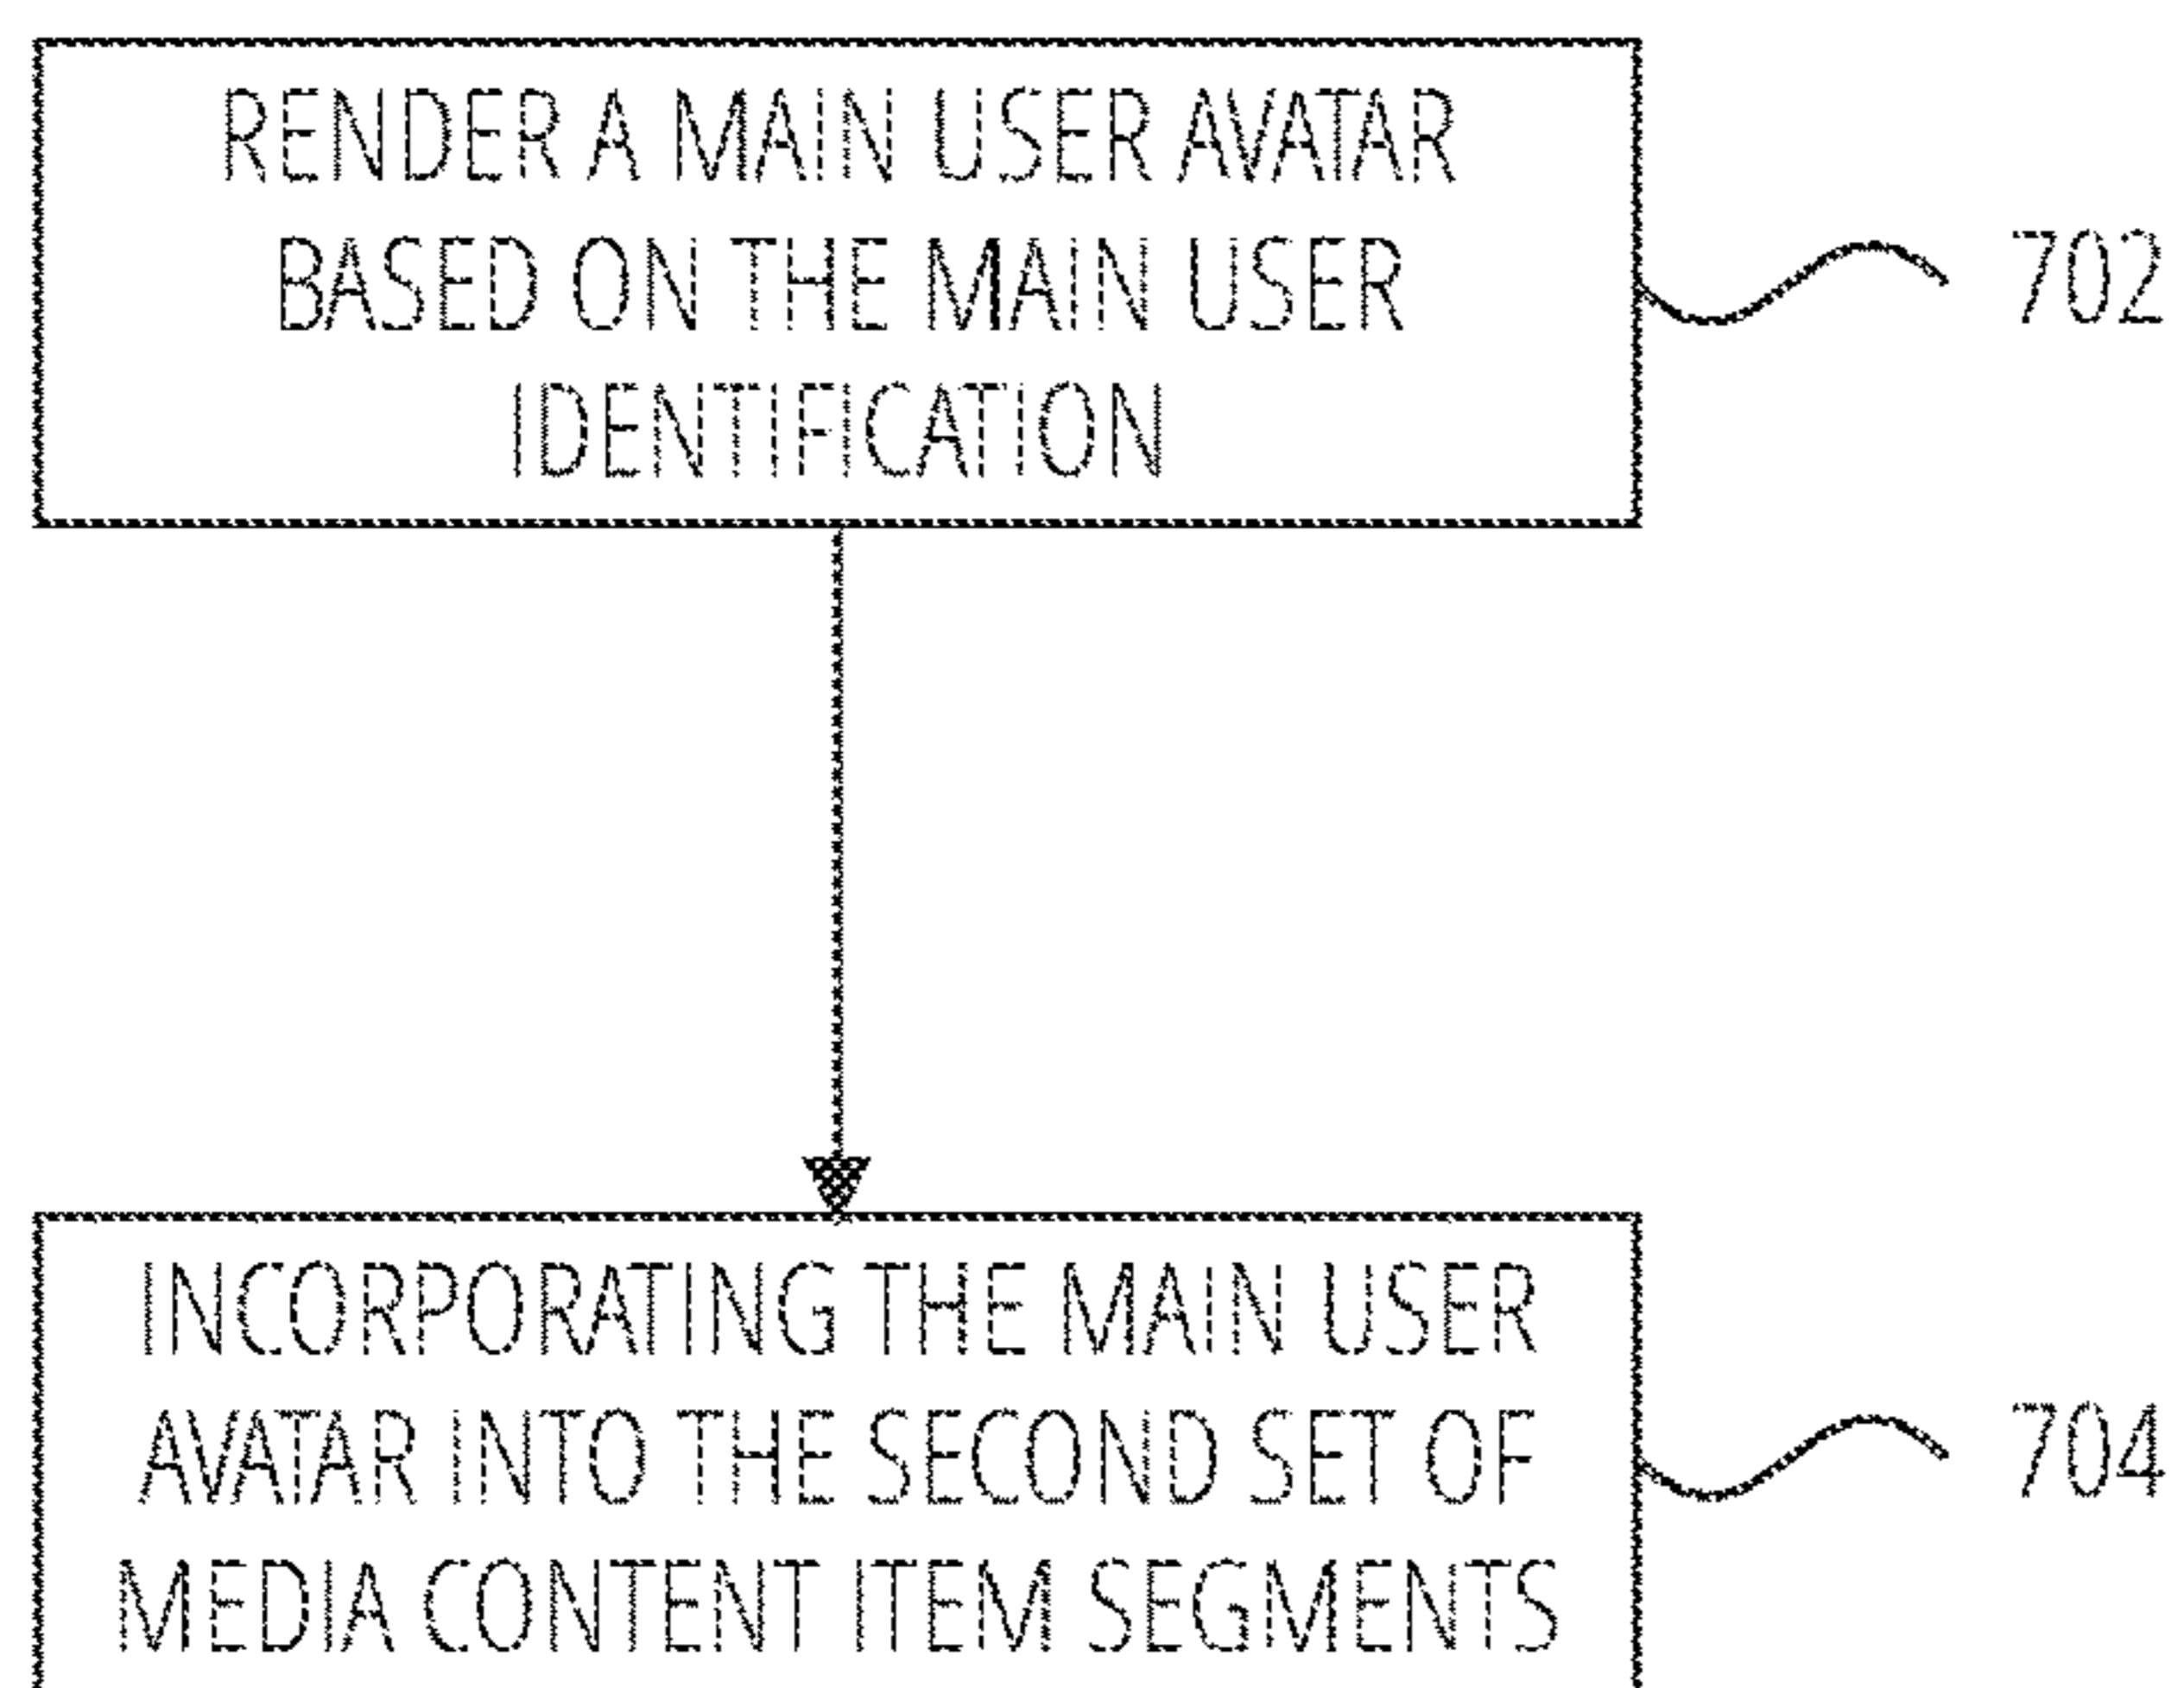 RENDER A MAIN USER AVATAR
BASED ON THE MAIN USER
IDENTIFICATION
702
INCORPORATING THE MAIN USER
AVATAR INTO THE SECOND SET OF
MEDIA CONTENT ITEM SEGMENTS
704